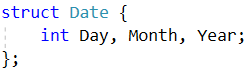 struct Date {
    int Day, Month, Year;
};